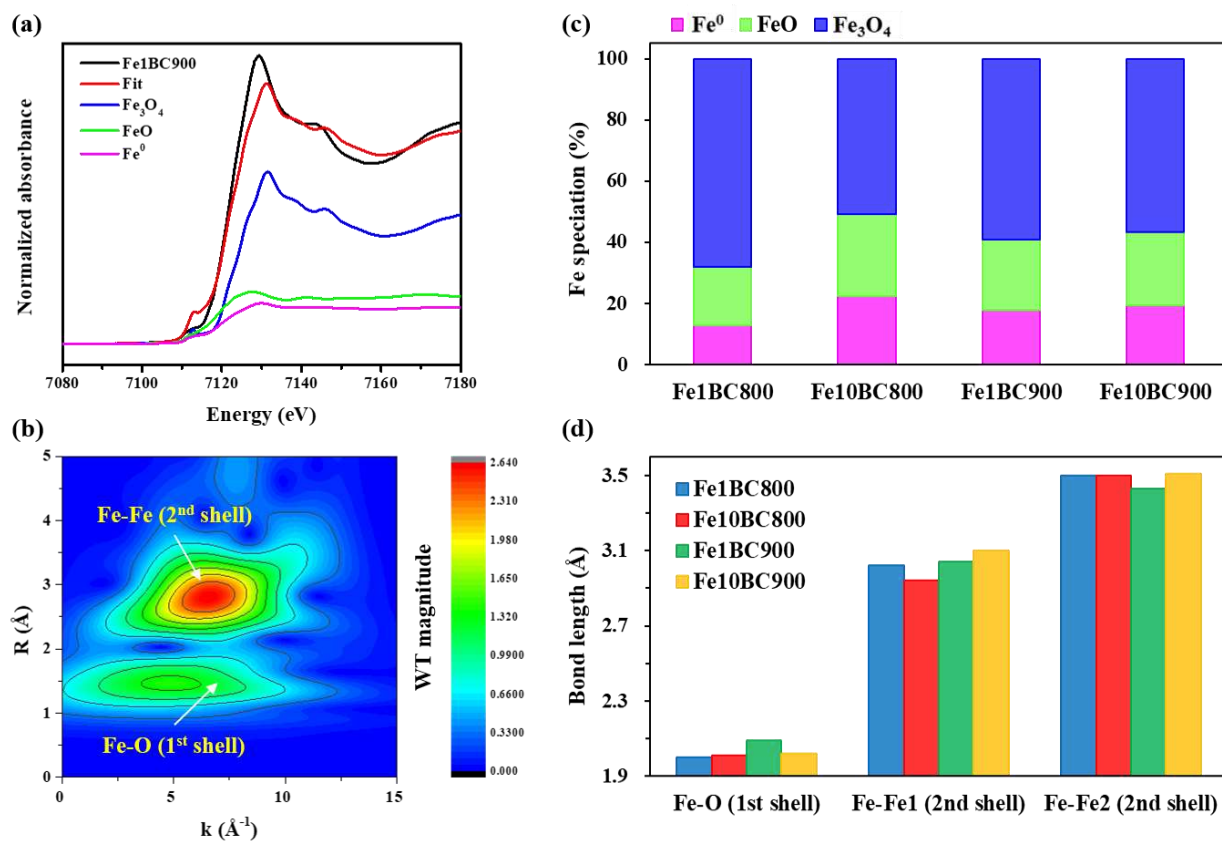 (a)
Fe1BC900
Fit
Fe₃O₄
FeO
Fe⁰
Normalized absorbance
7080 7100 7120 7140 7160 7180
Energy (eV)
(b)
5
4
3
2
1
0
R (Å)
Fe-Fe (2ⁿᵈ shell)
Fe-O (1ˢᵗ shell)
0 5 10 15
k (Å⁻¹)
WT magnitude
2.640
2.310
1.980
1.650
1.320
0.9900
0.6600
0.3300
0.000
(c)
Fe⁰ FeO Fe₃O₄
Fe speciation (%)
100
80
60
40
20
0
Fe1BC800 Fe10BC800 Fe1BC900 Fe10BC900
(d)
Fe1BC800
Fe10BC800
Fe1BC900
Fe10BC900
Bond length (Å)
3.5
3.1
2.7
2.3
1.9
Fe-O (1st shell) Fe-Fe1 (2nd shell) Fe-Fe2 (2nd shell)